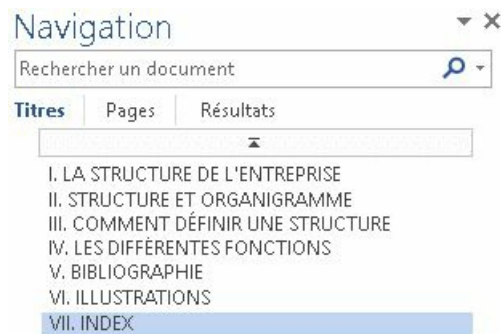 Navigation
Rechercher un document
Titres Pages Résultats
I. LA STRUCTURE DE L'ENTREPRISE
II. STRUCTURE ET ORGANIGRAMME
III. COMMENT DÉFINIR UNE STRUCTURE
IV. LES DIFFÈRENTES FONCTIONS
V. BIBLIOGRAPHIE
VI. ILLUSTRATIONS
VII. INDEX